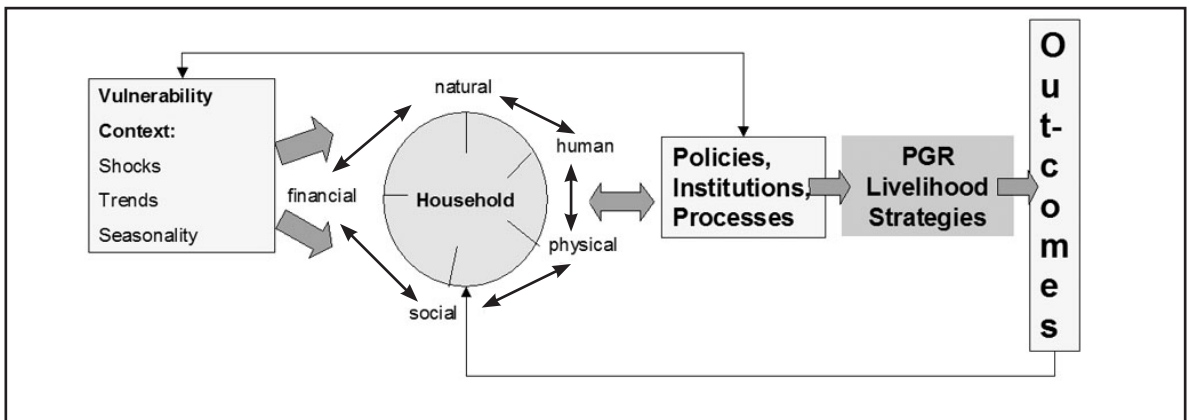 Vulnerability
Context:
Shocks
Trends
Seasonality
natural
human
financial
Household
physical
social
Policies,
Institutions,
Processes
PGR
Livelihood
Strategies
O
u
t-
c
o
m
e
s